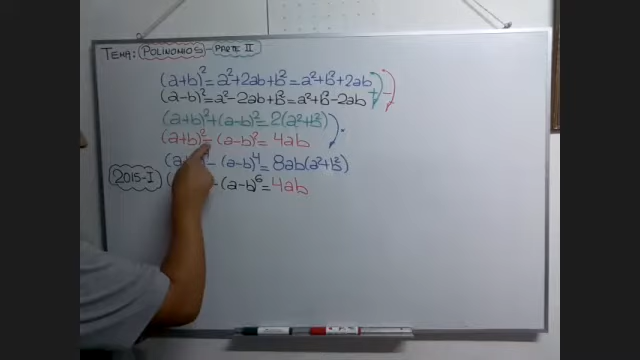 TEMA: POLINOMIOS - PARTE II
(a+b)² = a²+2ab+b² = a²+b²+2ab
(a-b)² = a²-2ab+b² = a²+b²-2ab
(a+b)²+(a-b)² = 2(a²+b²)
(a+b)²-(a-b)² = 4ab
(a+ - (a-b)⁴ = 8ab(a²+b²)
2015-I ( - (a-b)⁶ = 4ab